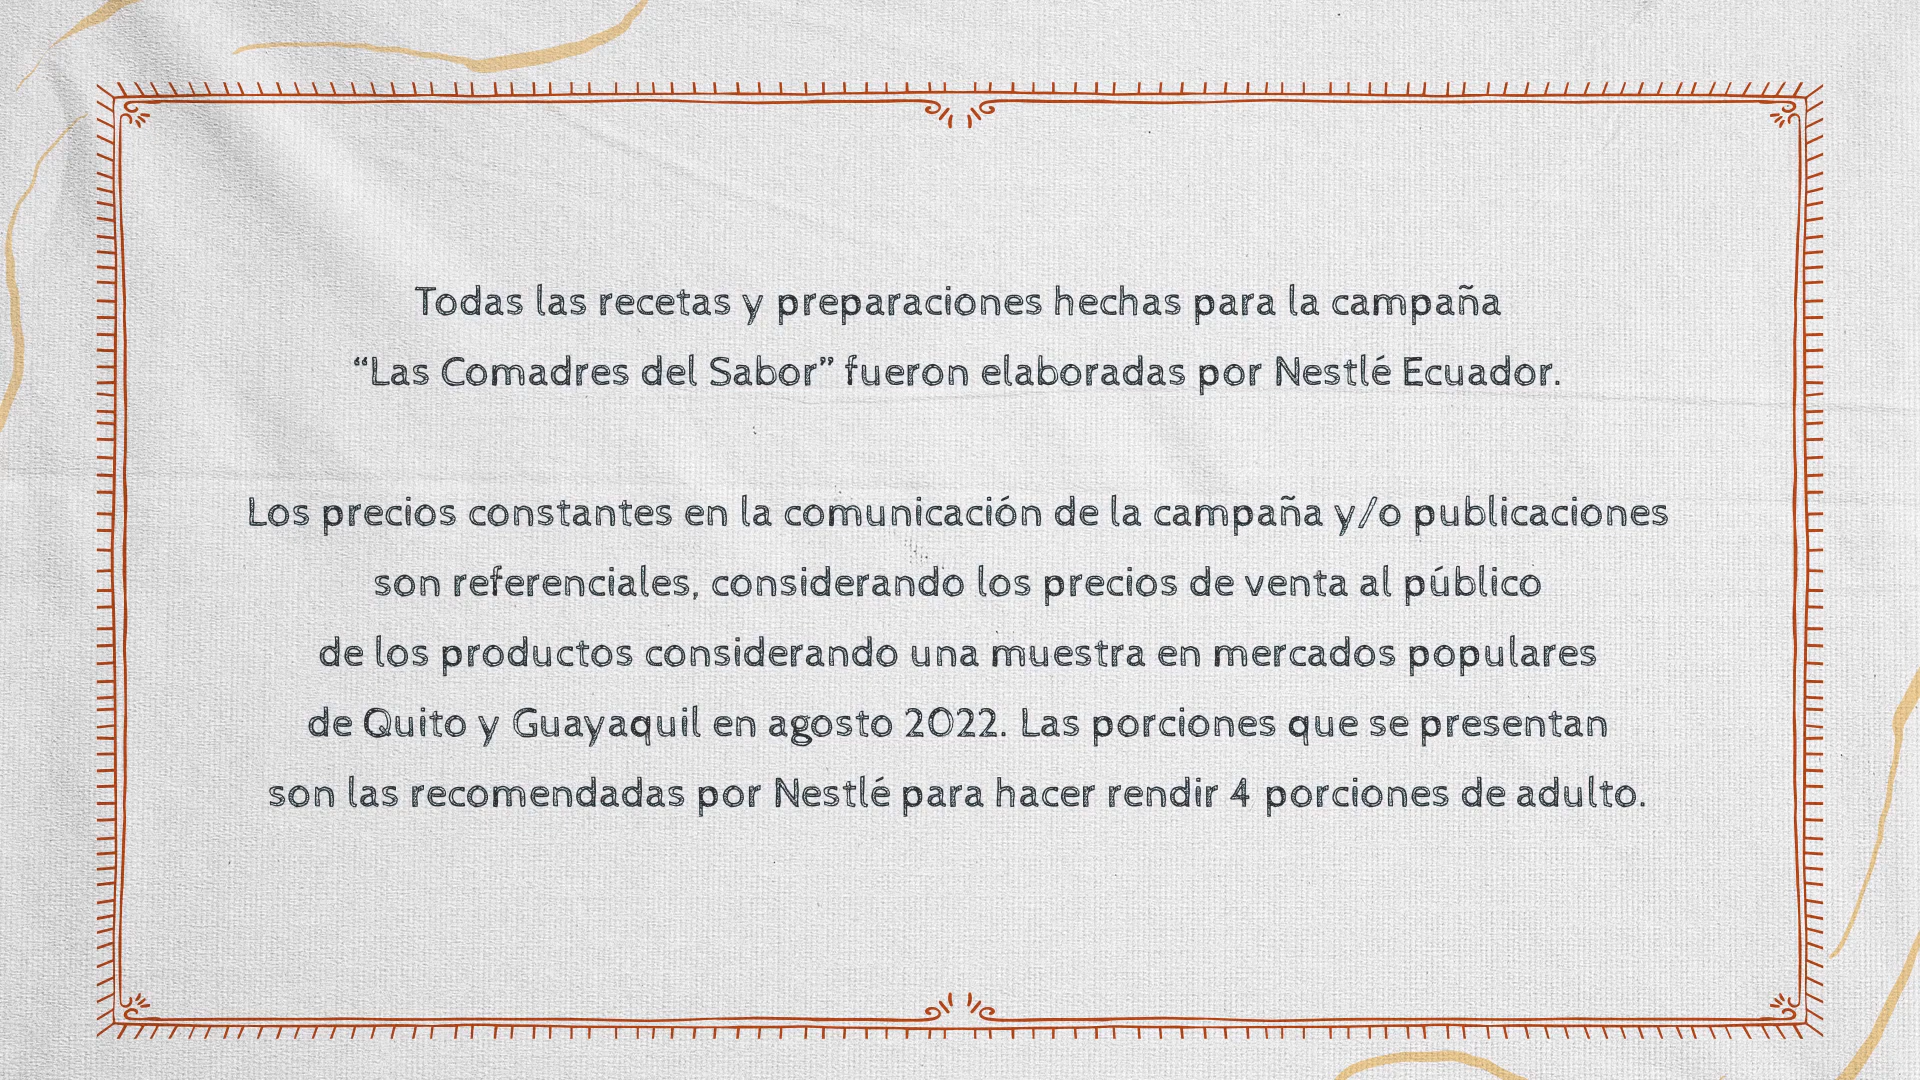 Todas las recetas y preparaciones hechas para la campaña
“Las Comadres del Sabor” fueron elaboradas por Nestlé Ecuador.
Los precios constantes en la comunicación de la campaña y/o publicaciones
son referenciales, considerando los precios de venta al público
de los productos considerando una muestra en mercados populares
de Quito y Guayaquil en agosto 2022. Las porciones que se presentan
son las recomendadas por Nestlé para hacer rendir 4 porciones de adulto.